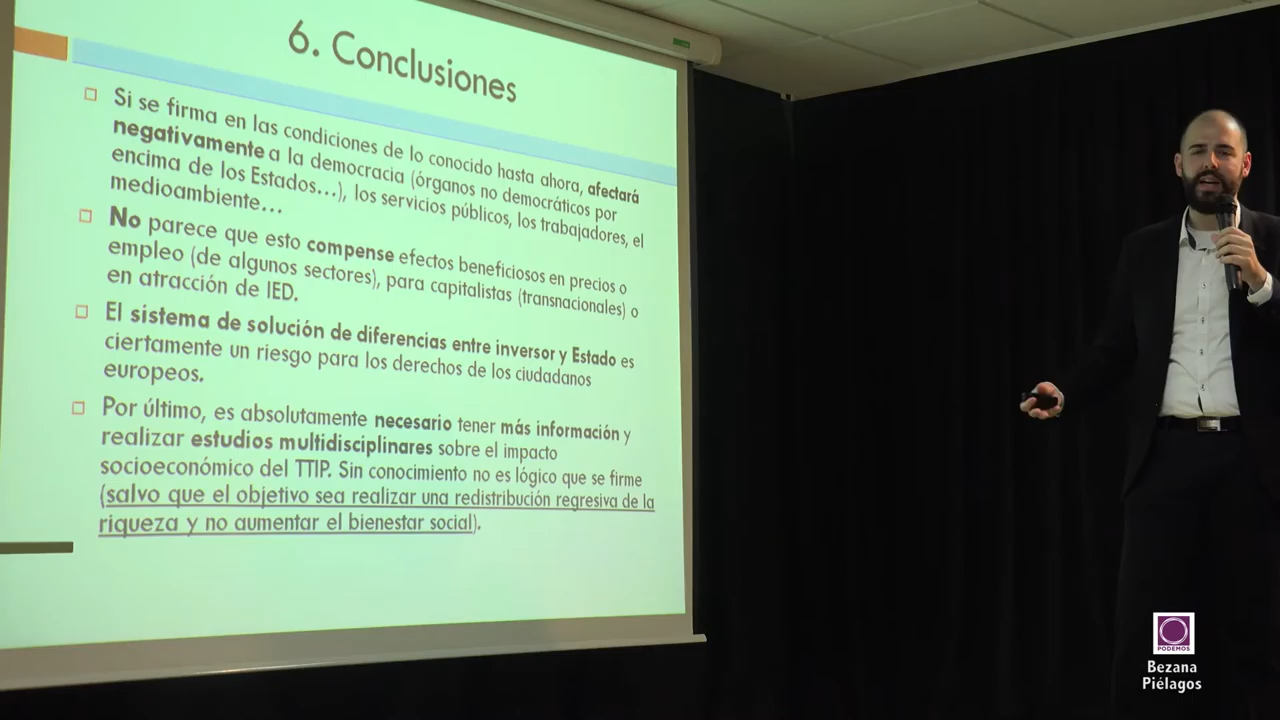 6. Conclusiones
Si se firma en las condiciones de lo conocido hasta ahora, afectará
negativamente a la democracia (órganos no democráticos por
encima de los Estados...), los servicios públicos, los trabajadores, el
medioambiente...
No parece que esto compense efectos beneficiosos en precios o
empleo (de algunos sectores), para capitalistas (transnacionales) o
en atracción de IED.
El sistema de solución de diferencias entre inversor y Estado es
ciertamente un riesgo para los derechos de los ciudadanos
europeos.
Por último, es absolutamente necesario tener más información y
realizar estudios multidisciplinares sobre el impacto
socioeconómico del TTIP. Sin conocimiento no es lógico que se firme
(salvo que el objetivo sea realizar una redistribución regresiva de la
riqueza y no aumentar el bienestar social).
PODEMOS
Bezana
Piélagos